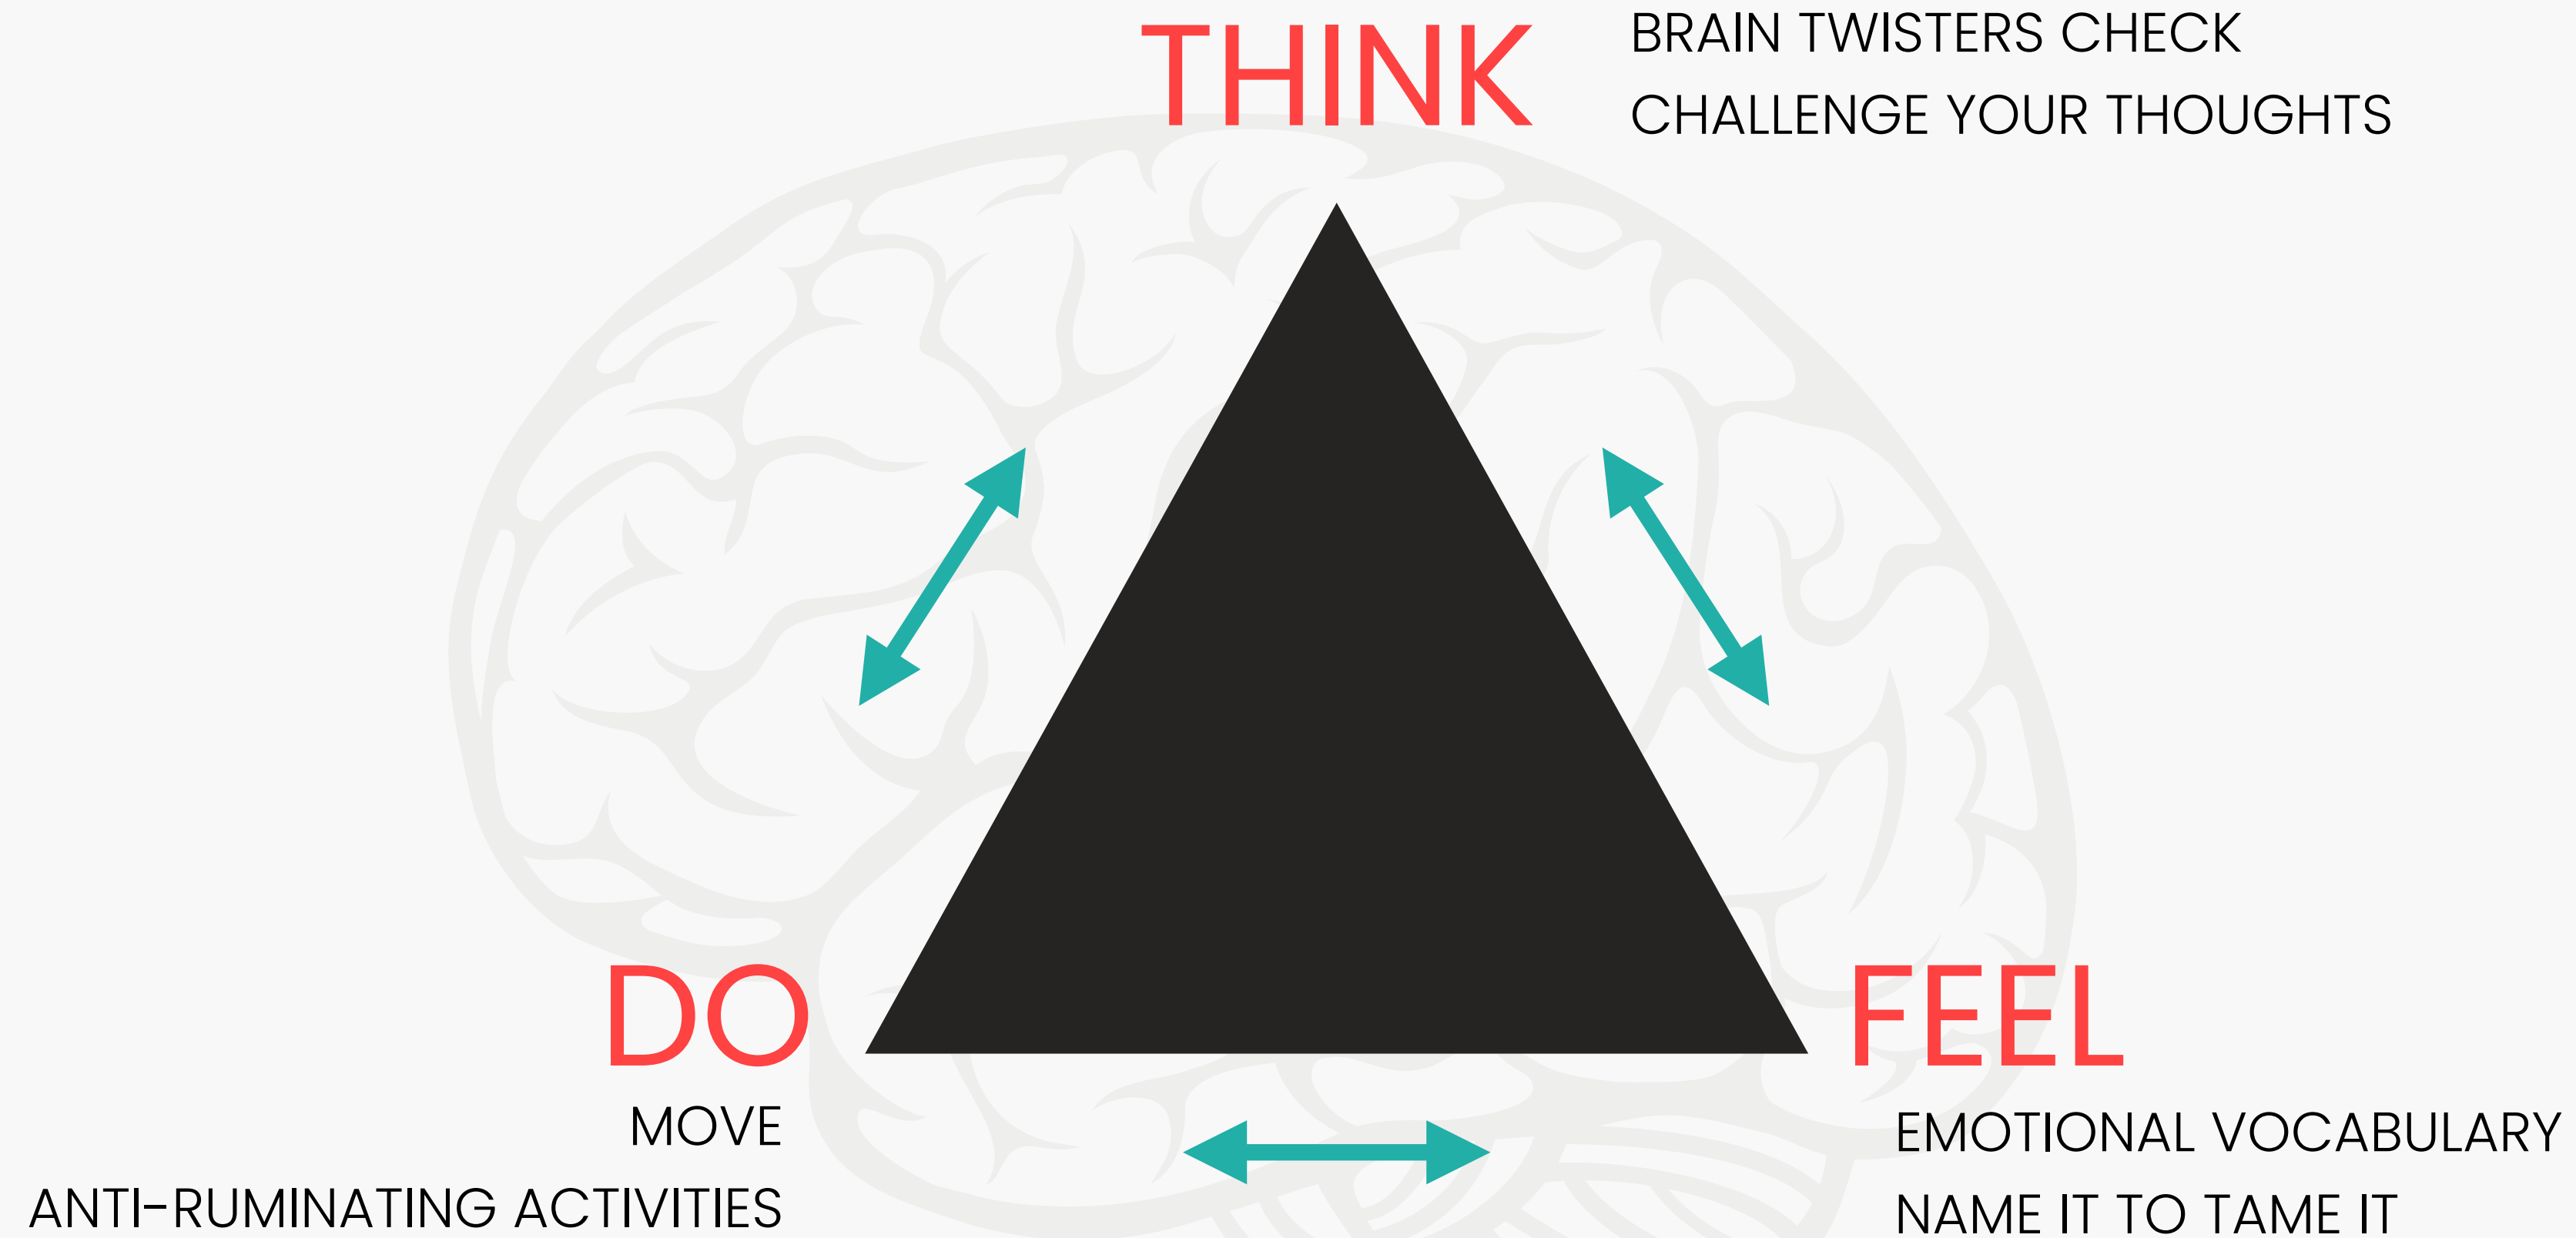 THINK
BRAIN TWISTERS CHECK
CHALLENGE YOUR THOUGHTS
DO
MOVE
ANTI-RUMINATING ACTIVITIES
FEEL
EMOTIONAL VOCABULARY
NAME IT TO TAME IT